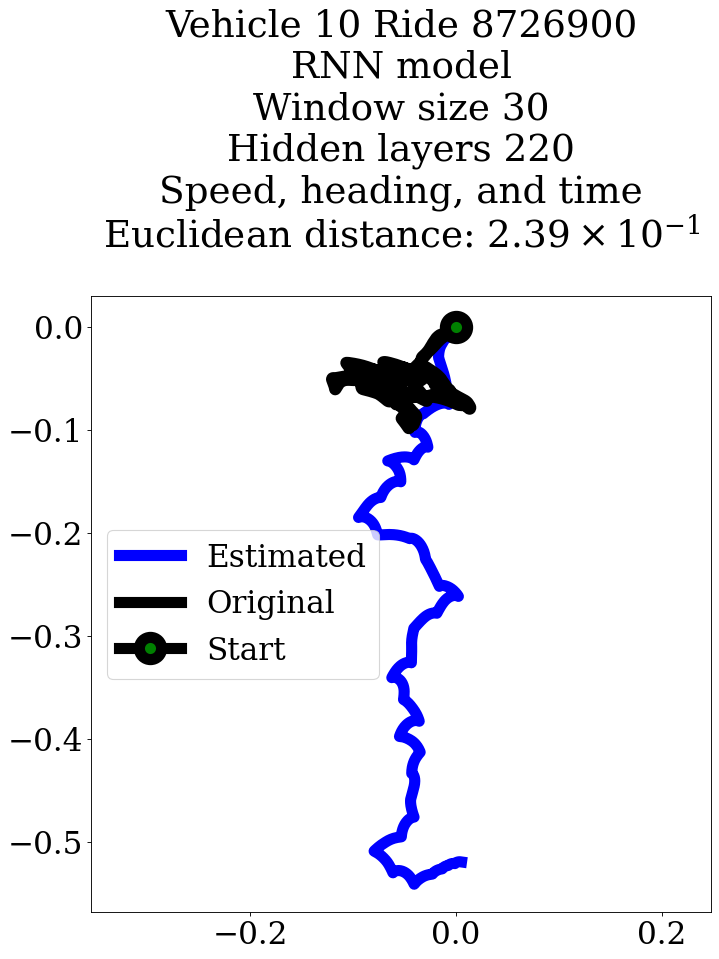 Vehicle 10 Ride 8726900
RNN model
Window size 30
Hidden layers 220
Speed, heading, and time
Euclidean distance: 2.39 × 10⁻¹
0.0
−0.1
−0.2
−0.3
−0.4
−0.5
Estimated
Original
Start
−0.2 0.0 0.2